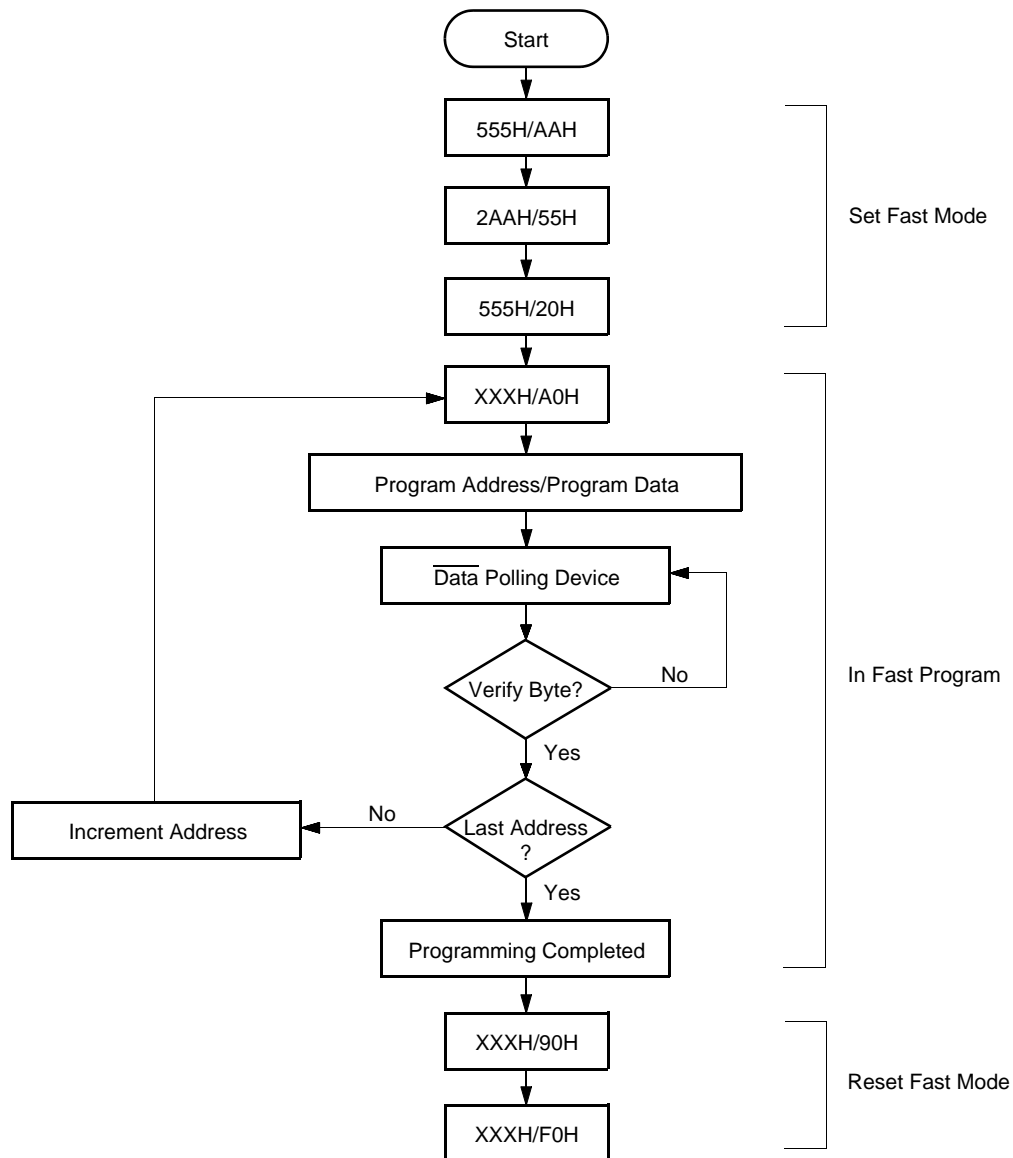 Start
555H/AAH
2AAH/55H
Set Fast Mode
555H/20H
XXXH/A0H
Program Address/Program Data
D̅a̅t̅a̅ Polling Device
Verify Byte?
No
In Fast Program
Yes
Increment Address
No
Last Address
?
Yes
Programming Completed
XXXH/90H
Reset Fast Mode
XXXH/F0H